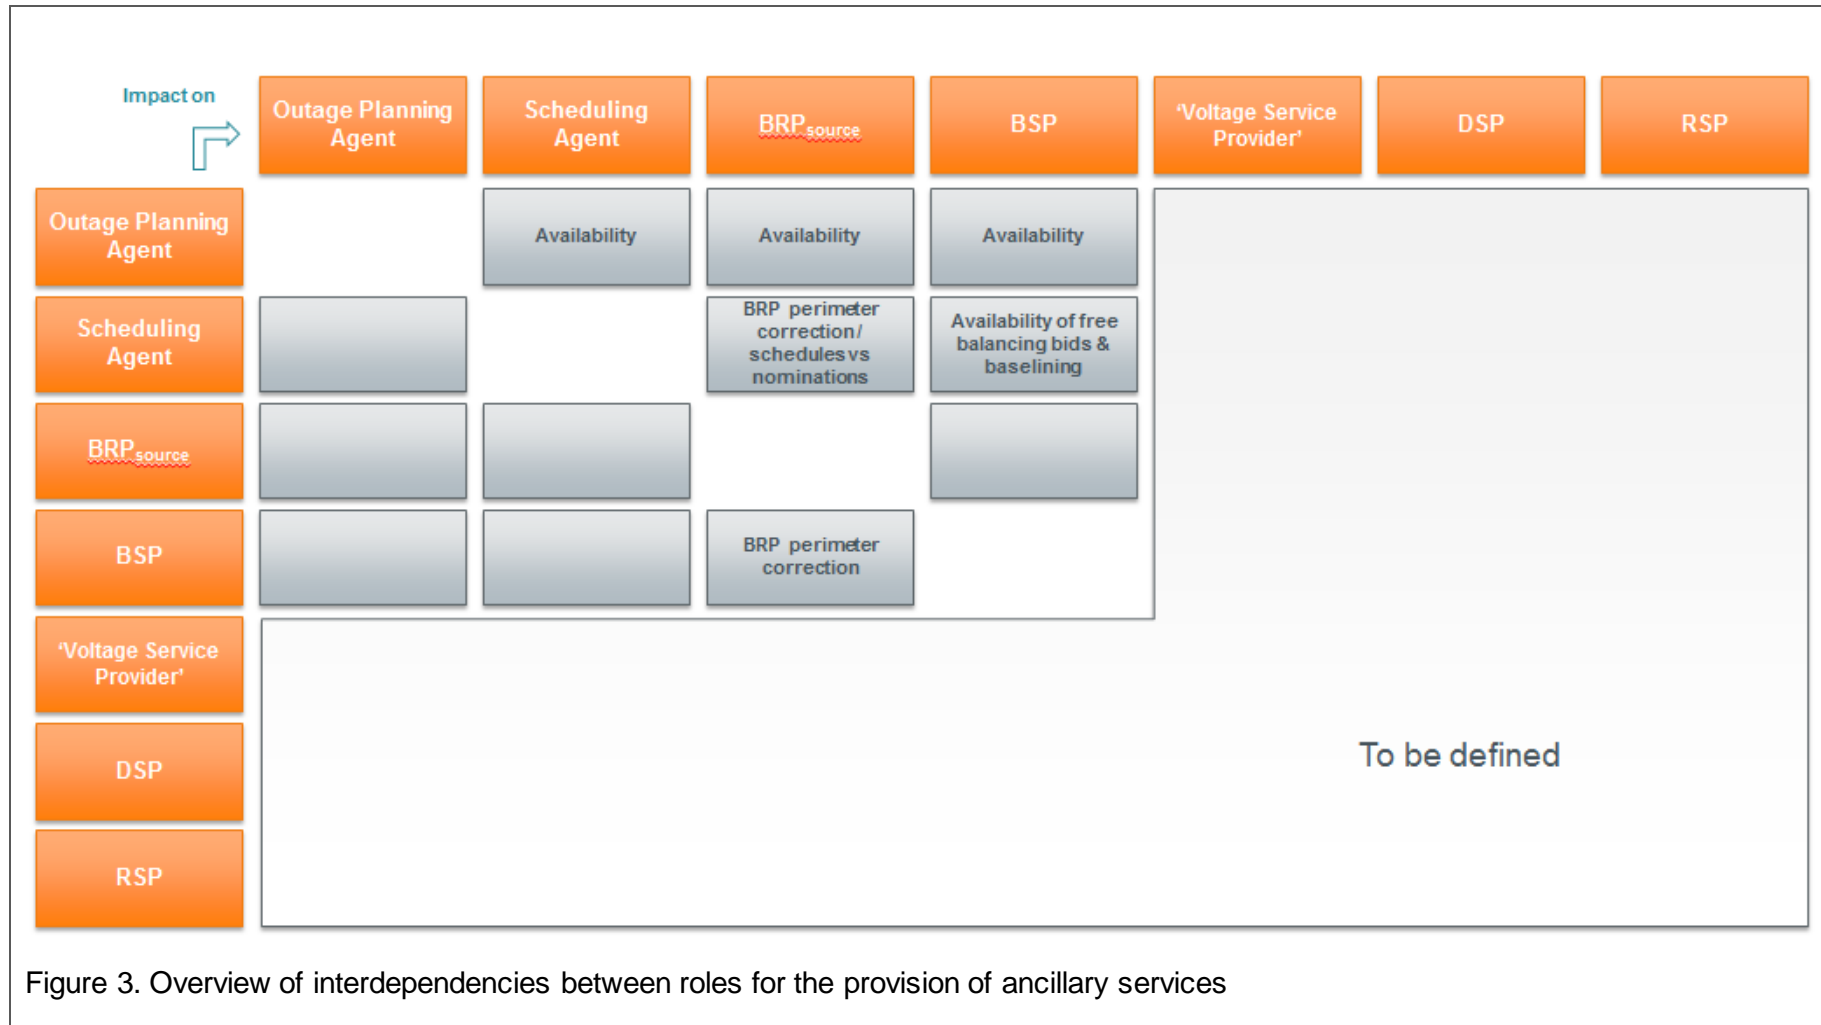 Impact on
Outage Planning
Agent
Scheduling
Agent
BRPsource
BSP
‘Voltage Service
Provider’
DSP
RSP
Outage Planning
Agent
Availability
Availability
Availability
Scheduling
Agent
BRP perimeter
correction/
schedules vs
nominations
Availability of free
balancing bids &
baselining
BRPsource
BSP
BRP perimeter
correction
‘Voltage Service
Provider’
DSP
To be defined
RSP
Figure 3. Overview of interdependencies between roles for the provision of ancillary services